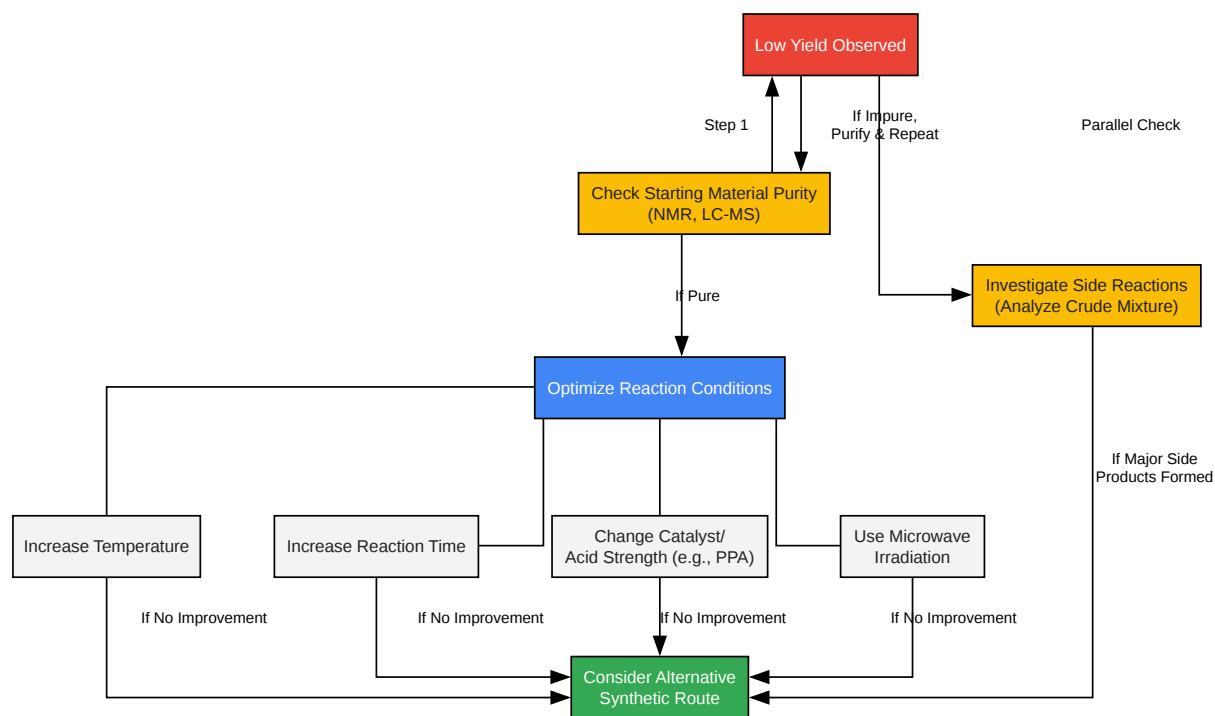 Low Yield Observed
Step 1
If Impure,
Purify & Repeat
Parallel Check
Check Starting Material Purity
(NMR, LC-MS)
Investigate Side Reactions
(Analyze Crude Mixture)
If Pure
Optimize Reaction Conditions
If Major Side
Products Formed
Increase Temperature
Increase Reaction Time
Change Catalyst/
Acid Strength (e.g., PPA)
Use Microwave
Irradiation
If No Improvement
If No Improvement
If No Improvement
If No Improvement
Consider Alternative
Synthetic Route